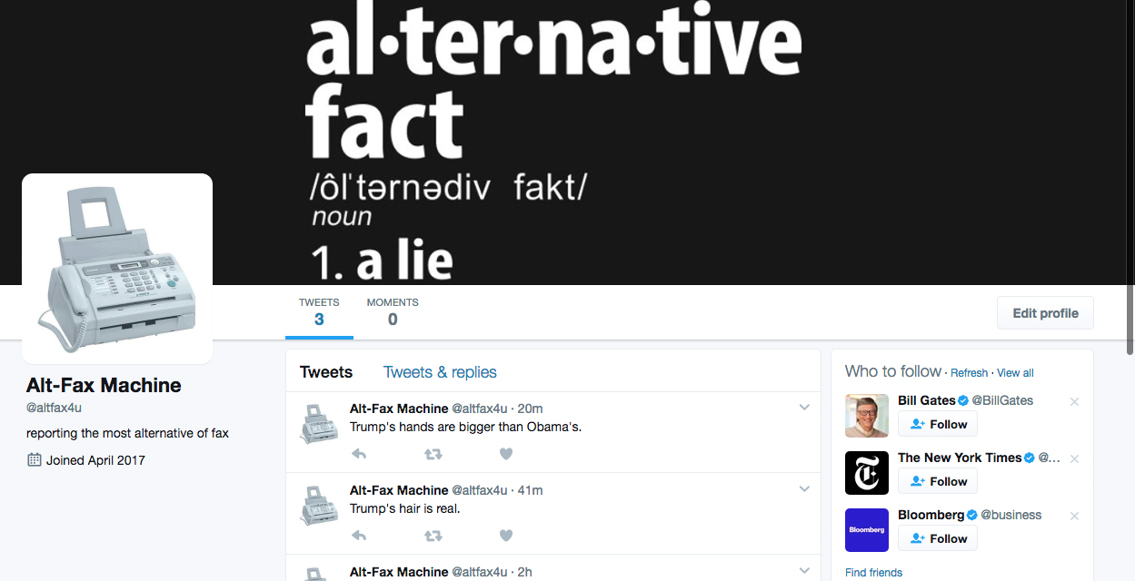 al•ter•na•tive
fact
/ôl'tərnədiv fakt/
noun
1. a lie
TWEETS
3
MOMENTS
0
Edit profile
Alt-Fax Machine
@altfax4u
reporting the most alternative of fax
Joined April 2017
Tweets
Tweets & replies
Alt-Fax Machine @altfax4u · 20m
Trump's hands are bigger than Obama's.
Alt-Fax Machine @altfax4u · 41m
Trump's hair is real.
Alt-Fax Machine @altfax4u · 2h
Who to follow · Refresh · View all
Bill Gates @BillGates
Follow
The New York Times @...
Follow
Bloomberg
Bloomberg @business
Follow
Find friends